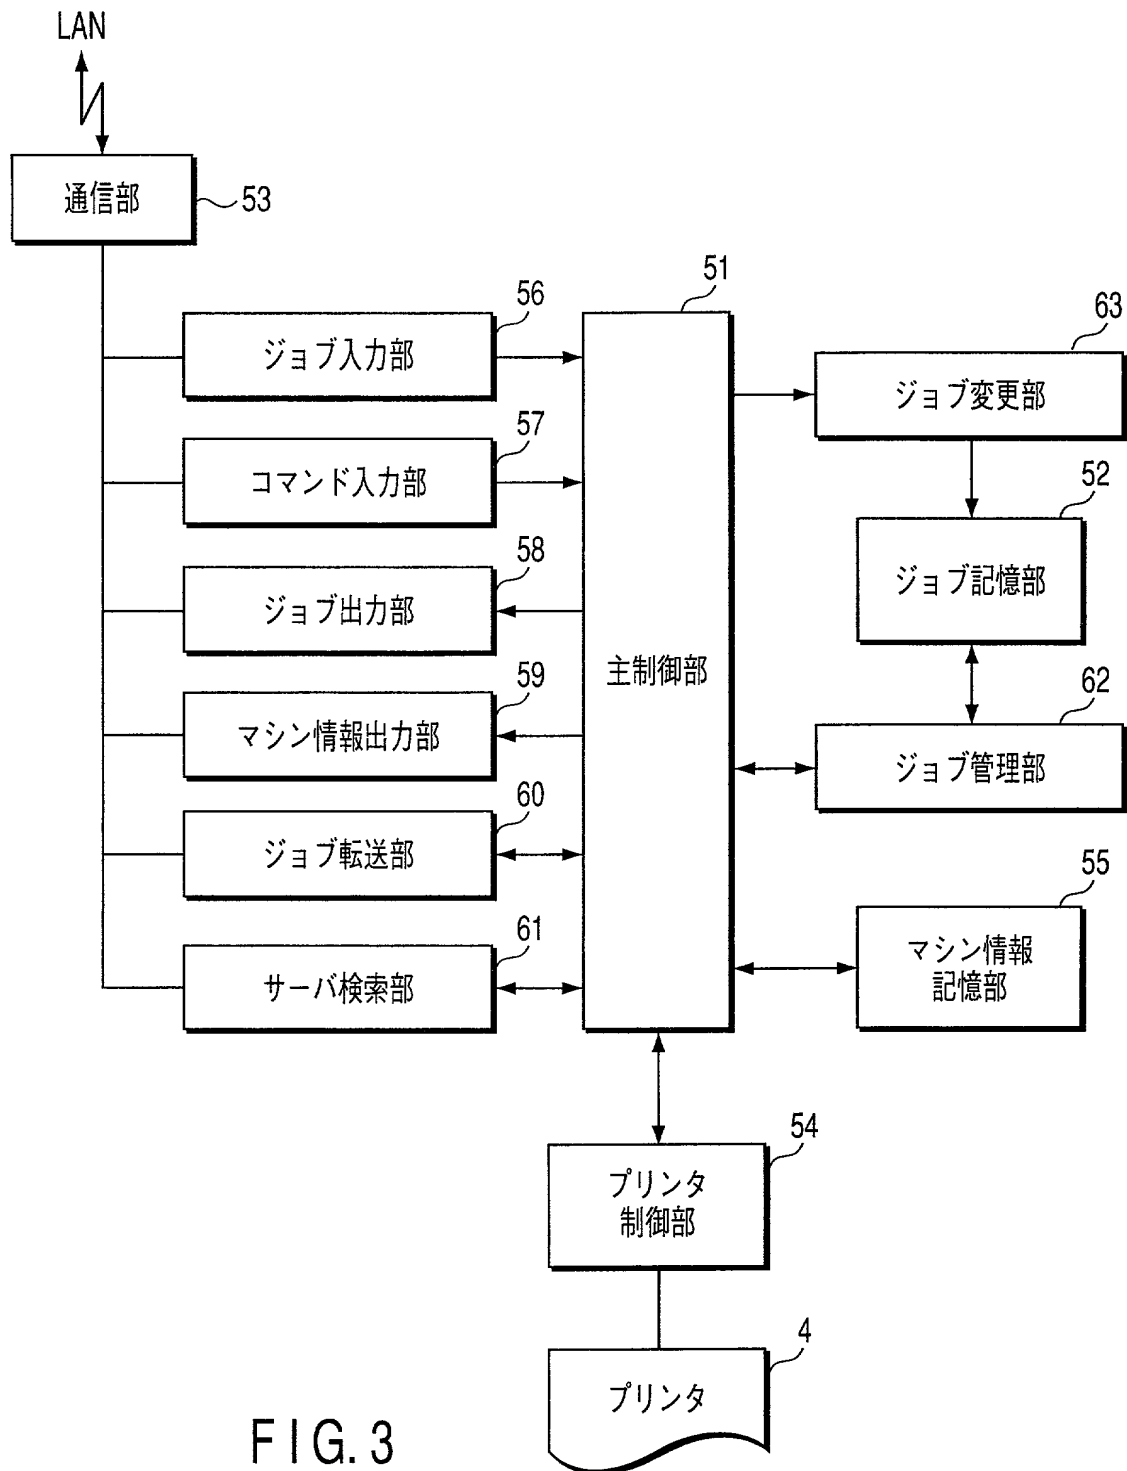 LAN
通信部
53
51
56
ジョブ入力部
63
ジョブ変更部
57
コマンド入力部
52
ジョブ記憶部
58
ジョブ出力部
主制御部
59
マシン情報出力部
62
ジョブ管理部
60
ジョブ転送部
55
マシン情報
記憶部
61
サーバ検索部
54
プリンタ
制御部
4
プリンタ
FIG. 3